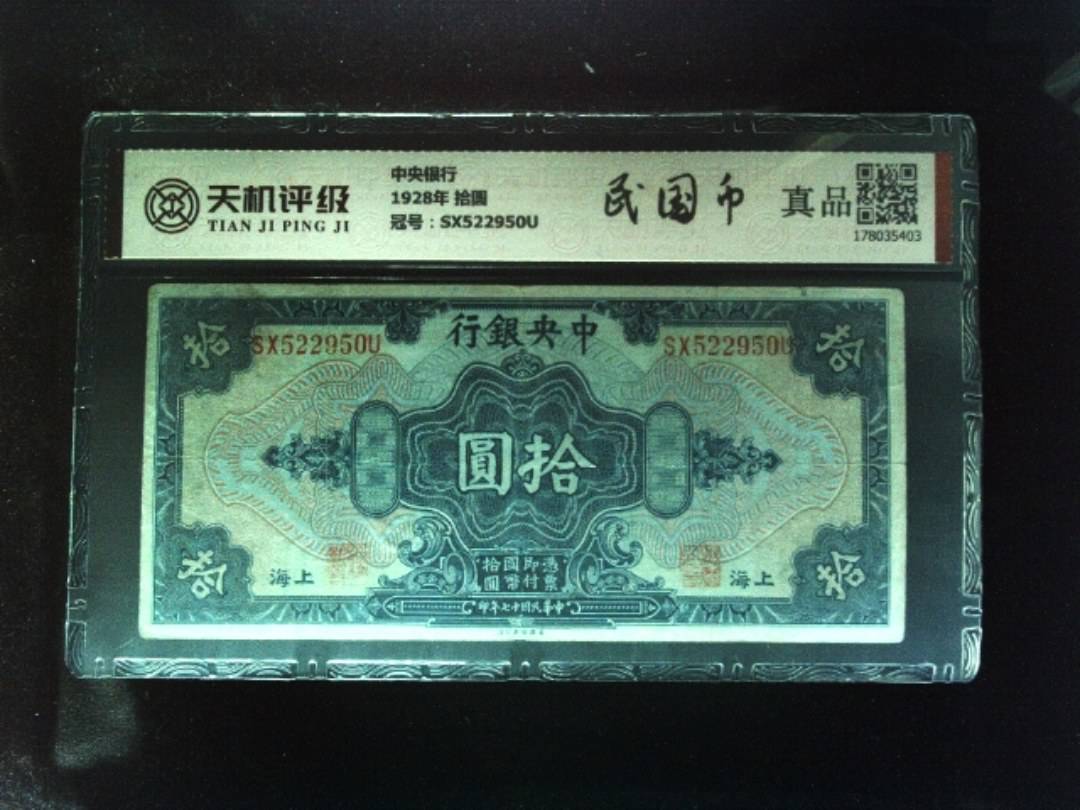 天机评级
TIAN JI PING JI
中央银行
1928年 拾圆
冠号：SX522950U
民国币
真品
178035403
行銀央中
拾
拾
SX522950U
SX522950U
圓拾
拾
拾
海上
海上
拾國即憑
圓幣付票
印年七十國民華中